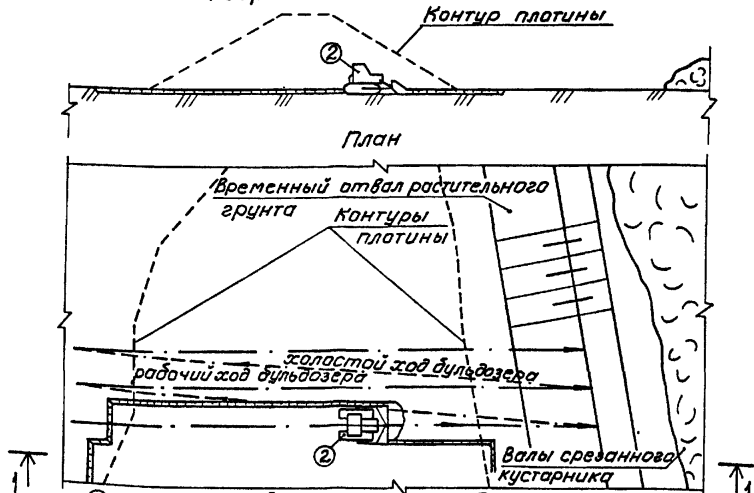 Контур плотины
2
План
Временный отвал растительного
грунта
Контуры
плотины
холостой ход бульдозера
рабочий ход бульдозера
2
Валы срезанного
кустарника
1
1